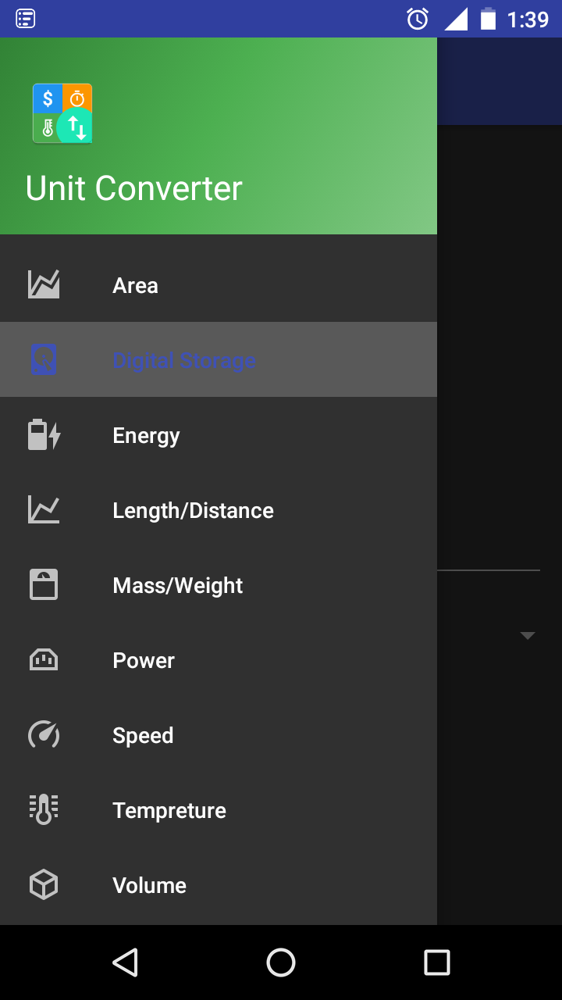 1:39
$
Unit Converter
Area
Digital Storage
Energy
Length/Distance
Mass/Weight
Power
Speed
Tempreture
Volume